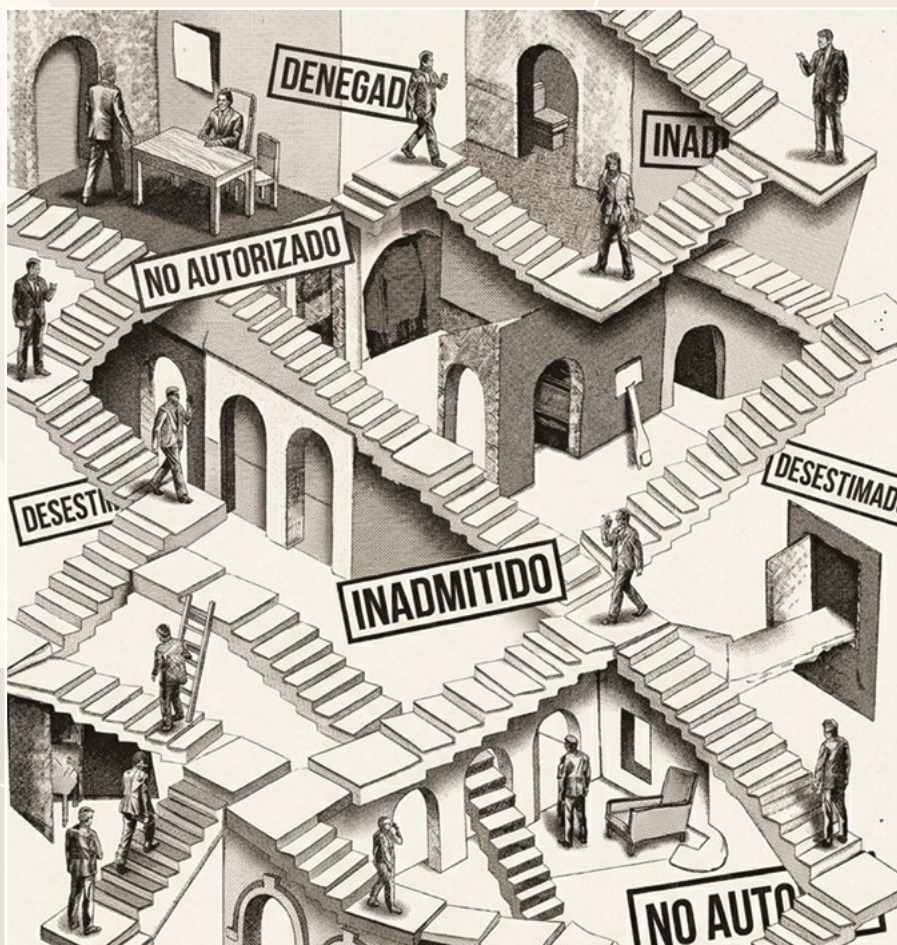 DENEGAD
INAD
NO AUTORIZADO
DESESTI
DESESTIMAD
INADMITIDO
NO AUTO